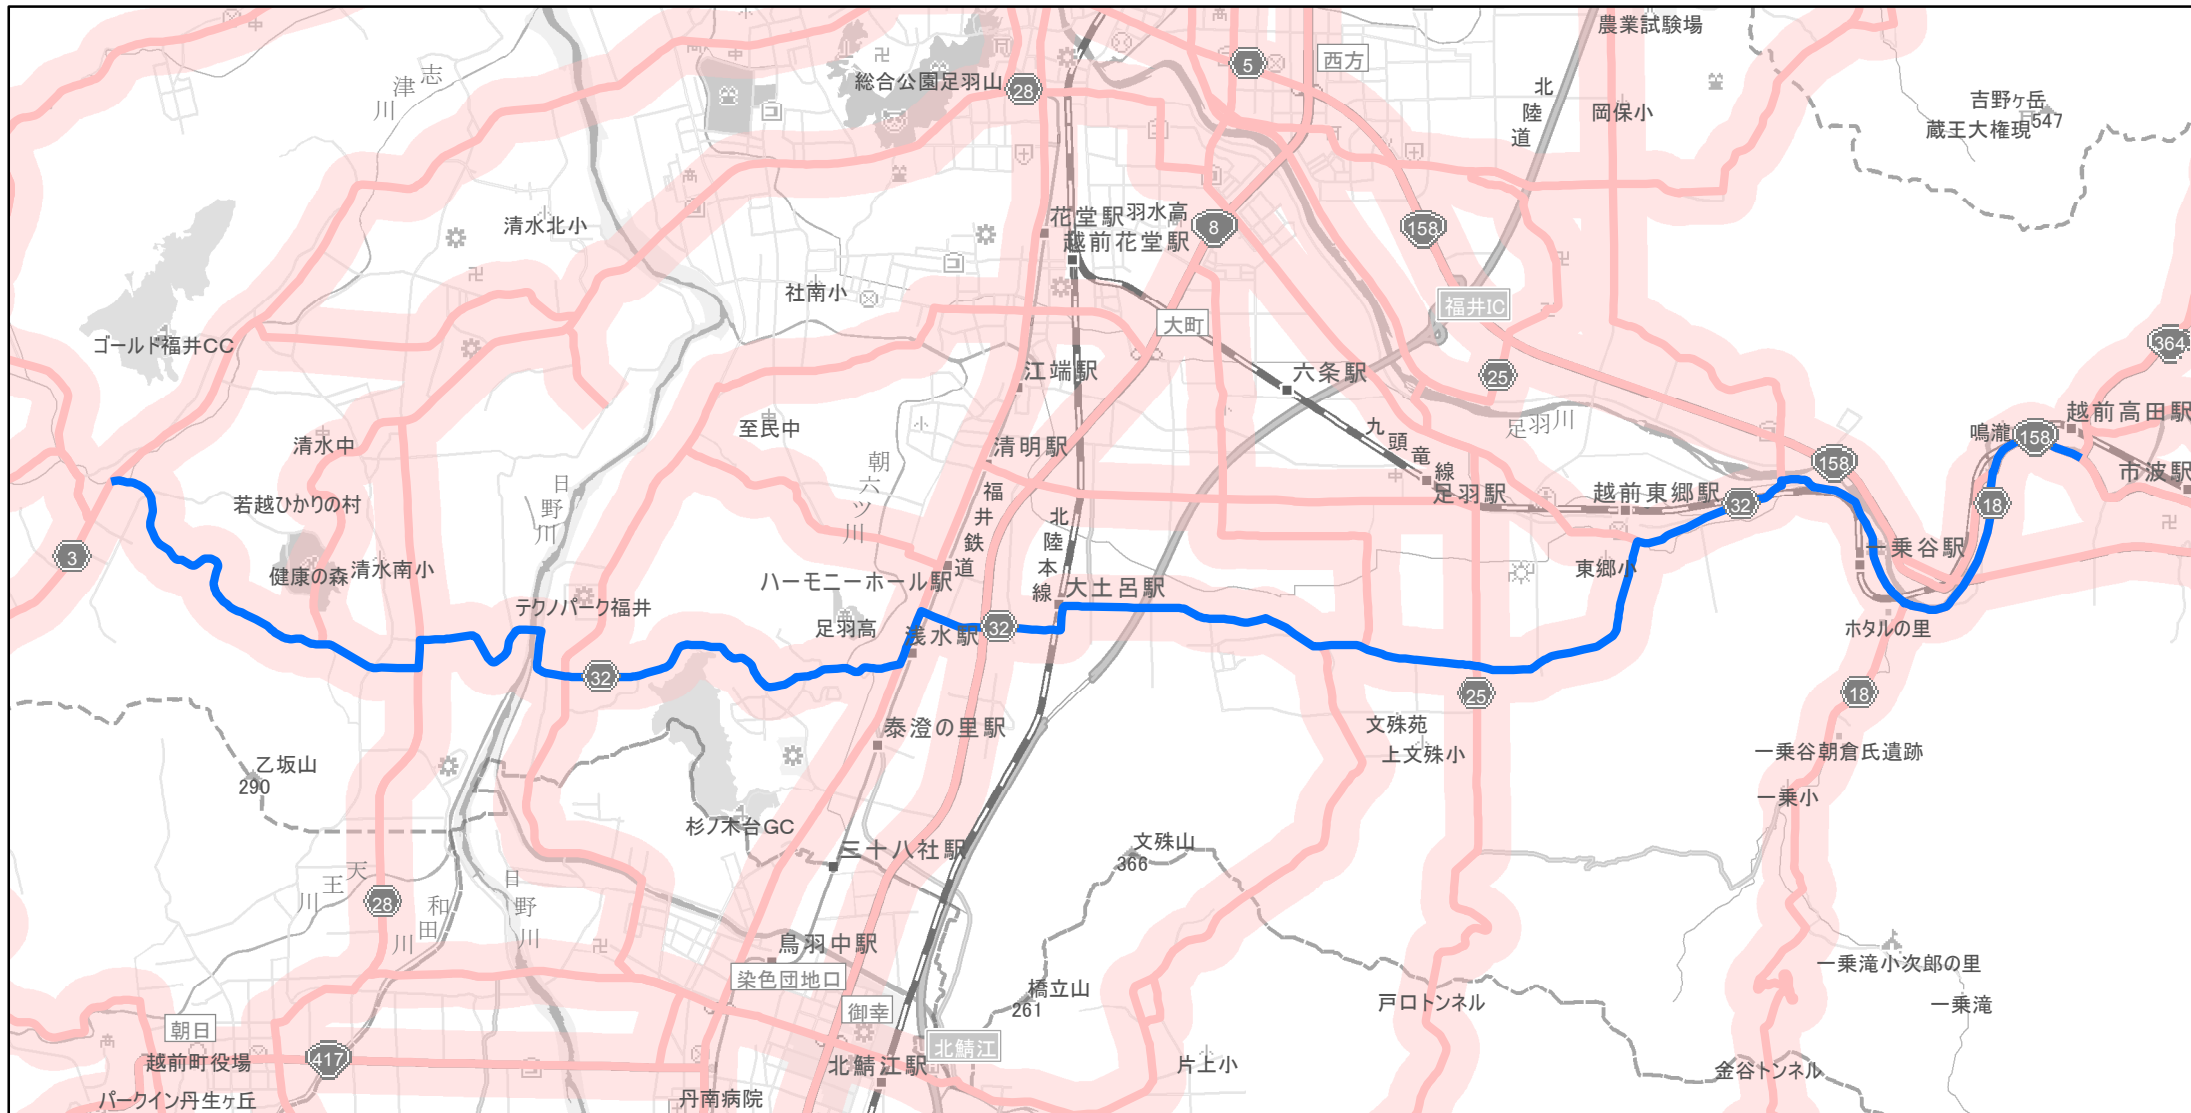 農業試験場
志津川
総合公園足羽山
28
5
西方
北陸道
岡保小
吉野ヶ岳
蔵王大権現
547
清水北小
花堂駅
羽水高
越前花堂駅
8
158
社南小
福井IC
大町
ゴールド福井CC
364
江端駅
六条駅
25
足羽川
越前高田駅
鳴瀧
158
清水中
至民中
清明駅
九頭竜線
158
市波駅
朝六ツ川
足羽駅
越前東郷駅
32
18
若越ひかりの村
日野川
福井鉄道
北陸本線
3
健康の森
清水南小
ハーモニーホール駅
大土呂駅
東郷小
一乗谷駅
テクノパーク福井
足羽高
浅水駅
32
ホタルの里
32
25
18
泰澄の里駅
文殊苑
上文殊小
一乗谷朝倉氏遺跡
乙坂山
290
一乗小
杉ノ木台GC
三十八社駅
文殊山
366
天王川
28
和田川
日野川
鳥羽中駅
染色団地口
橋立山
261
戸口トンネル
一乗滝小次郎の里
一乗滝
朝日
御幸
北鯖江
越前町役場
417
北鯖江駅
片上小
金谷トンネル
パークイン丹生ヶ丘
丹南病院